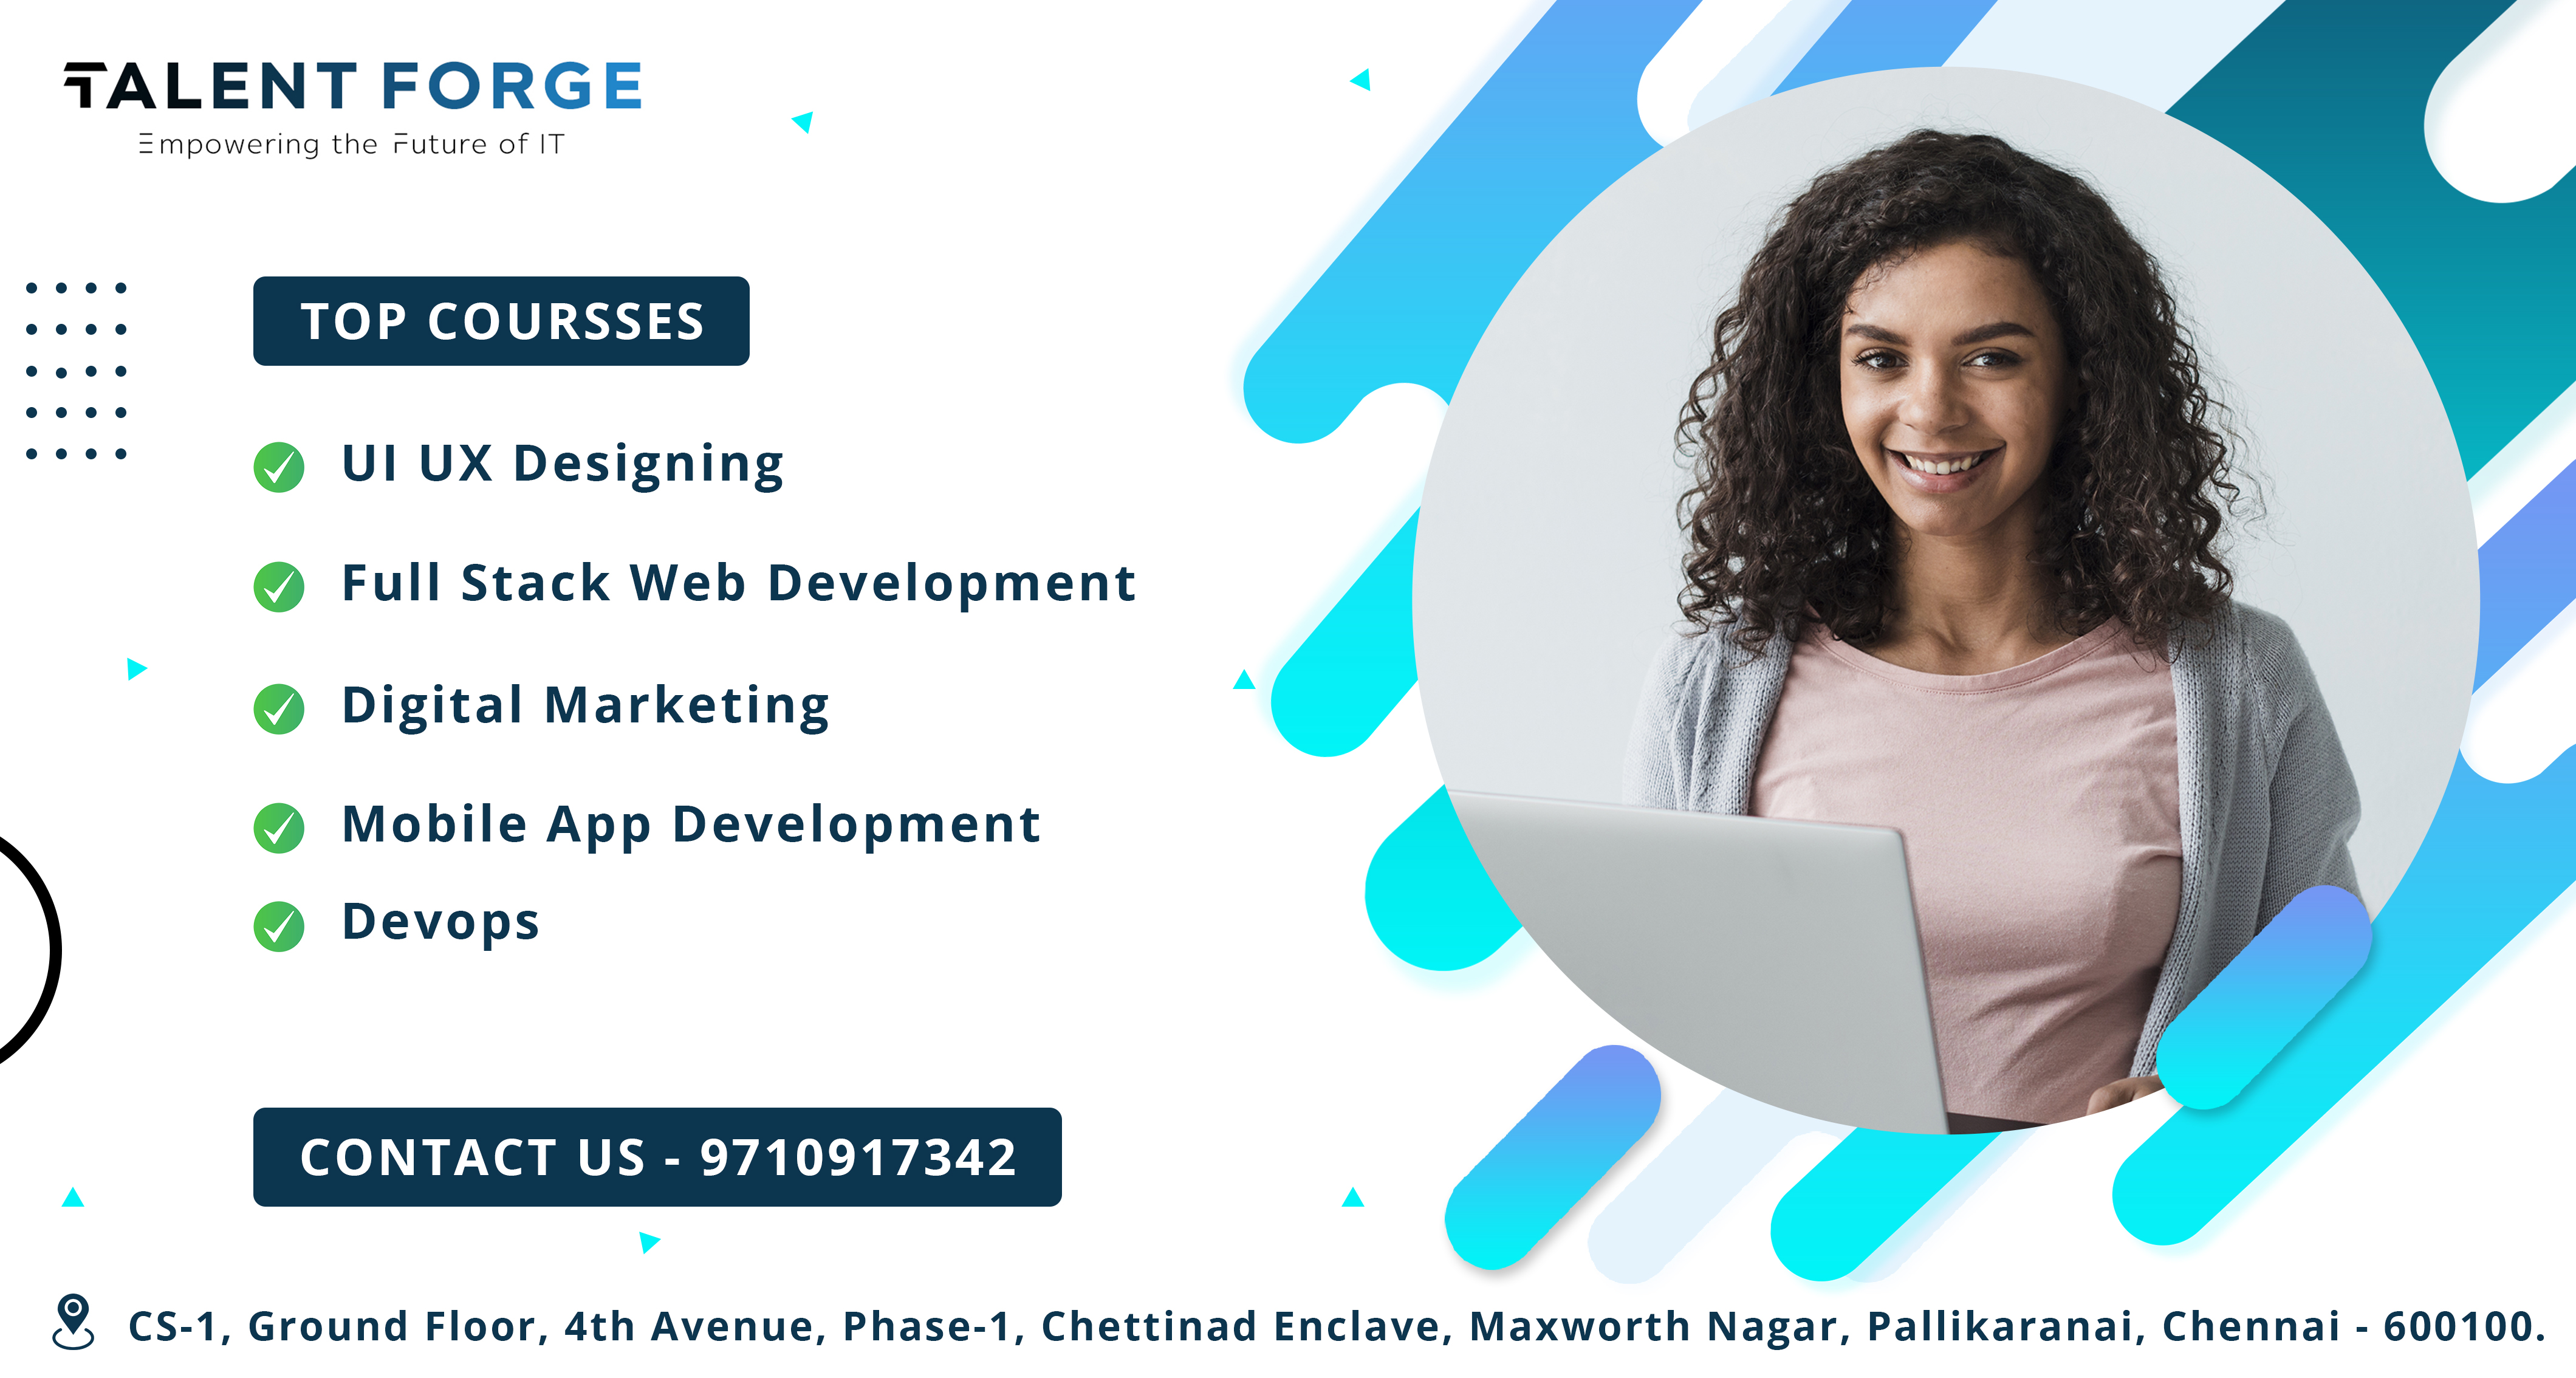 TALENT FORGE
Empowering the Future of IT
TOP COURSSES
UI UX Designing
Full Stack Web Development
Digital Marketing
Mobile App Development
Devops
CONTACT US - 9710917342
CS-1, Ground Floor, 4th Avenue, Phase-1, Chettinad Enclave, Maxworth Nagar, Pallikaranai, Chennai - 600100.